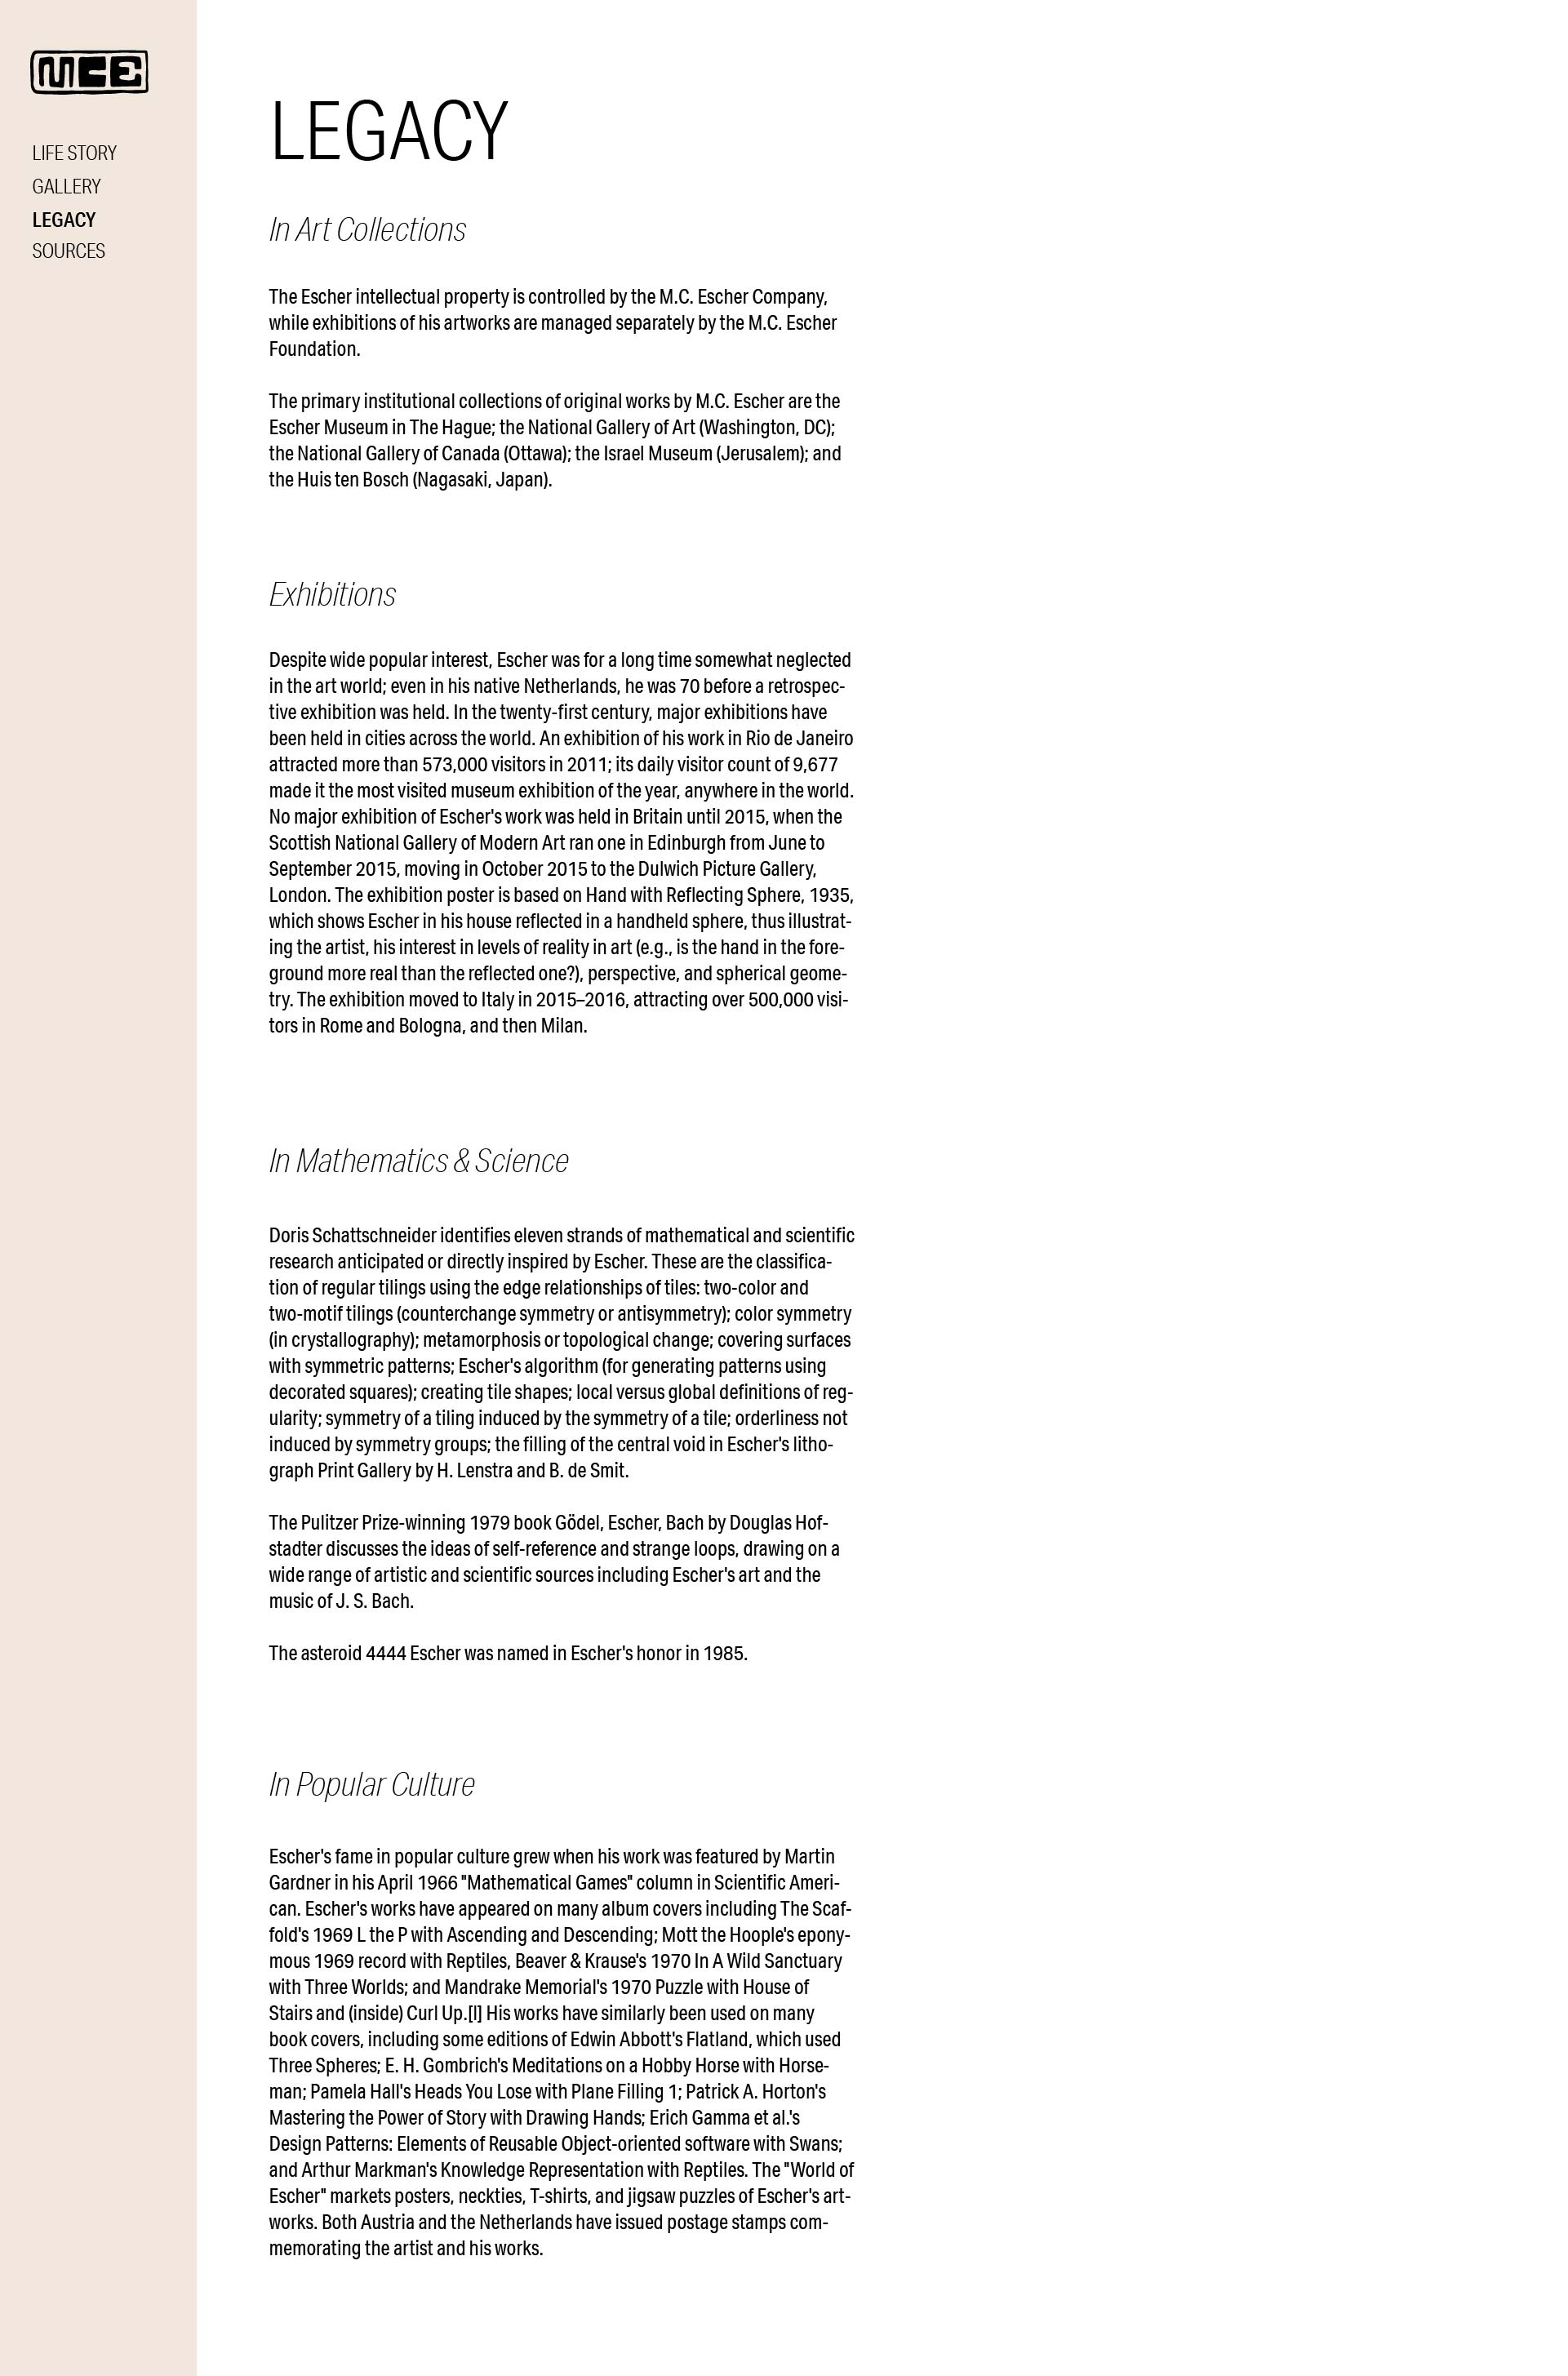 MCE
LIFE STORY
GALLERY
LEGACY
SOURCES
LEGACY
In Art Collections
The Escher intellectual property is controlled by the M.C. Escher Company,
while exhibitions of his artworks are managed separately by the M.C. Escher
Foundation.
The primary institutional collections of original works by M.C. Escher are the
Escher Museum in The Hague; the National Gallery of Art (Washington, DC);
the National Gallery of Canada (Ottawa); the Israel Museum (Jerusalem); and
the Huis ten Bosch (Nagasaki, Japan).
Exhibitions
Despite wide popular interest, Escher was for a long time somewhat neglected
in the art world; even in his native Netherlands, he was 70 before a retrospec-
tive exhibition was held. In the twenty-first century, major exhibitions have
been held in cities across the world. An exhibition of his work in Rio de Janeiro
attracted more than 573,000 visitors in 2011; its daily visitor count of 9,677
made it the most visited museum exhibition of the year, anywhere in the world.
No major exhibition of Escher's work was held in Britain until 2015, when the
Scottish National Gallery of Modern Art ran one in Edinburgh from June to
September 2015, moving in October 2015 to the Dulwich Picture Gallery,
London. The exhibition poster is based on Hand with Reflecting Sphere, 1935,
which shows Escher in his house reflected in a handheld sphere, thus illustrat-
ing the artist, his interest in levels of reality in art (e.g., is the hand in the fore-
ground more real than the reflected one?), perspective, and spherical geome-
try. The exhibition moved to Italy in 2015–2016, attracting over 500,000 visi-
tors in Rome and Bologna, and then Milan.
In Mathematics & Science
Doris Schattschneider identifies eleven strands of mathematical and scientific
research anticipated or directly inspired by Escher. These are the classifica-
tion of regular tilings using the edge relationships of tiles: two-color and
two-motif tilings (counterchange symmetry or antisymmetry); color symmetry
(in crystallography); metamorphosis or topological change; covering surfaces
with symmetric patterns; Escher's algorithm (for generating patterns using
decorated squares); creating tile shapes; local versus global definitions of reg-
ularity; symmetry of a tiling induced by the symmetry of a tile; orderliness not
induced by symmetry groups; the filling of the central void in Escher's litho-
graph Print Gallery by H. Lenstra and B. de Smit.
The Pulitzer Prize-winning 1979 book Gödel, Escher, Bach by Douglas Hof-
stadter discusses the ideas of self-reference and strange loops, drawing on a
wide range of artistic and scientific sources including Escher's art and the
music of J. S. Bach.
The asteroid 4444 Escher was named in Escher's honor in 1985.
In Popular Culture
Escher's fame in popular culture grew when his work was featured by Martin
Gardner in his April 1966 "Mathematical Games" column in Scientific Ameri-
can. Escher's works have appeared on many album covers including The Scaf-
fold's 1969 L the P with Ascending and Descending; Mott the Hoople's epony-
mous 1969 record with Reptiles, Beaver & Krause's 1970 In A Wild Sanctuary
with Three Worlds; and Mandrake Memorial's 1970 Puzzle with House of
Stairs and (inside) Curl Up.[l] His works have similarly been used on many
book covers, including some editions of Edwin Abbott's Flatland, which used
Three Spheres; E. H. Gombrich's Meditations on a Hobby Horse with Horse-
man; Pamela Hall's Heads You Lose with Plane Filling 1; Patrick A. Horton's
Mastering the Power of Story with Drawing Hands; Erich Gamma et al.'s
Design Patterns: Elements of Reusable Object-oriented software with Swans;
and Arthur Markman's Knowledge Representation with Reptiles. The "World of
Escher" markets posters, neckties, T-shirts, and jigsaw puzzles of Escher's art-
works. Both Austria and the Netherlands have issued postage stamps com-
memorating the artist and his works.